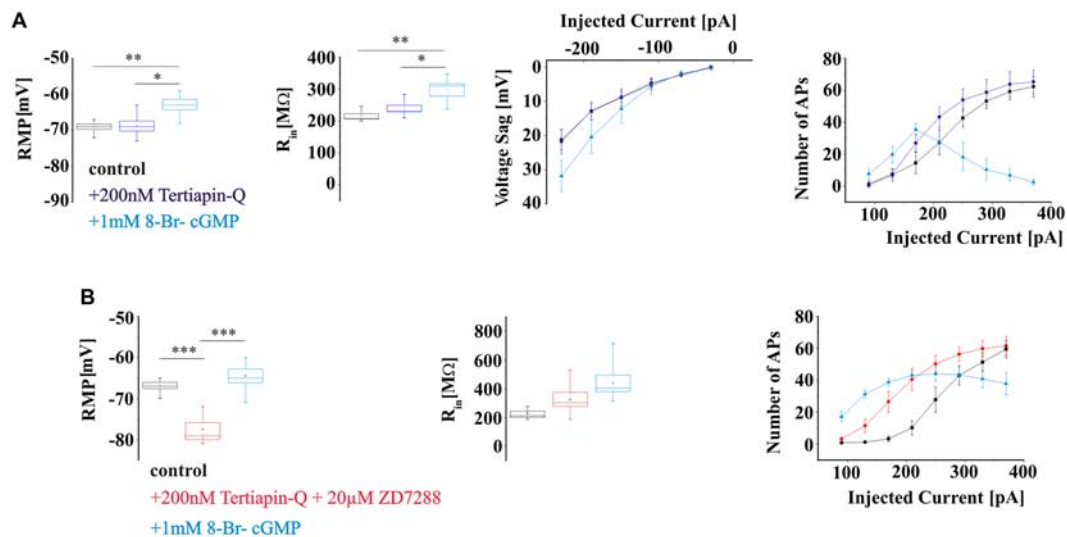 A
-50
-60
-70
-80
-90
RMP[mV]
**
*
control
+200nM Tertiapin-Q
+1mM 8-Br- cGMP
400
300
200
100
0
Rin[MΩ]
**
*
Injected Current [pA]
-200 -100 0
0
10
20
30
40
Voltage Sag [mV]
80
60
40
20
0
Number of APs
100 200 300 400
Injected Current [pA]
B
-50
-60
-70
-80
RMP[mV]
***
***
control
+200nM Tertiapin-Q + 20µM ZD7288
+1mM 8-Br- cGMP
800
600
400
200
0
Rin[MΩ]
80
60
40
20
0
Number of APs
100 200 300 400
Injected Current [pA]